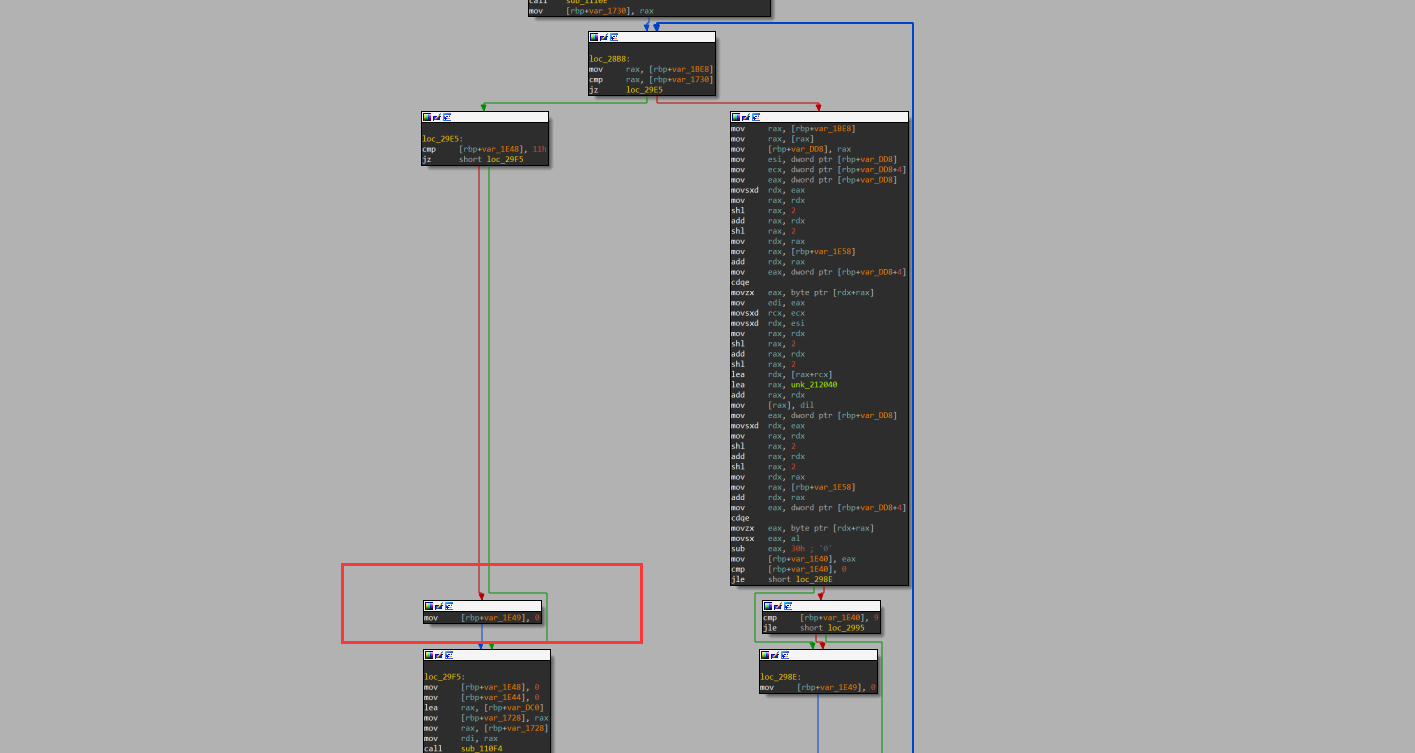 call sub_1110E
mov [rbp+var_1730], rax
loc_28B8:
mov rax, [rbp+var_1BE8]
cmp rax, [rbp+var_1730]
jz loc_29E5
loc_29E5:
cmp [rbp+var_1E48], 11h
jz short loc_29F5
mov rax, [rbp+var_1BE8]
mov rax, [rax]
mov [rbp+var_DD8], rax
mov esi, dword ptr [rbp+var_DD8]
mov ecx, dword ptr [rbp+var_DD8+4]
mov eax, dword ptr [rbp+var_DD8]
movsxd rdx, eax
mov rax, rdx
shl rax, 2
add rax, rdx
shl rax, 2
mov rdx, rax
mov rax, [rbp+var_1E58]
add rdx, rax
mov eax, dword ptr [rbp+var_DD8+4]
cdqe
movzx eax, byte ptr [rdx+rax]
mov edi, eax
movsxd rcx, ecx
movsxd rdx, esi
mov rax, rdx
shl rax, 2
add rax, rdx
shl rax, 2
lea rdx, [rax+rcx]
lea rax, unk_212040
add rax, rdx
mov [rax], dil
mov eax, dword ptr [rbp+var_DD8]
movsxd rdx, eax
mov rax, rdx
shl rax, 2
add rax, rdx
shl rax, 2
mov rdx, rax
mov rax, [rbp+var_1E58]
add rdx, rax
mov eax, dword ptr [rbp+var_DD8+4]
cdqe
movzx eax, byte ptr [rdx+rax]
movsx eax, al
sub eax, 30h ; '0'
mov [rbp+var_1E40], eax
cmp [rbp+var_1E40], 0
jle short loc_298E
mov [rbp+var_1E49], 0
cmp [rbp+var_1E40], 9
jle short loc_2995
loc_29F5:
mov [rbp+var_1E48], 0
mov [rbp+var_1E44], 0
lea rax, [rbp+var_DC0]
mov [rbp+var_1728], rax
mov rax, [rbp+var_1728]
mov rdi, rax
call sub_110F4
loc_298E:
mov [rbp+var_1E49], 0